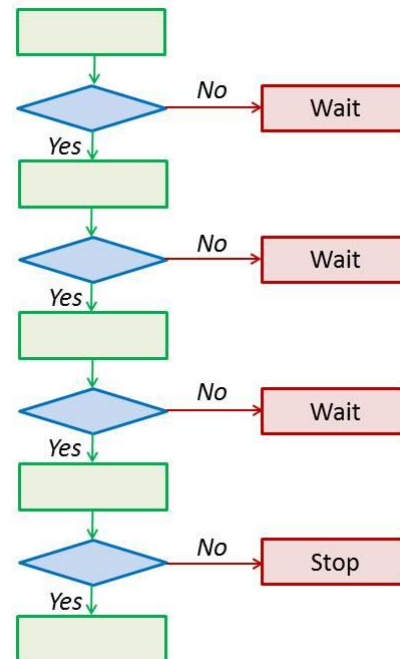 No
Wait
Yes
No
Wait
Yes
No
Wait
Yes
No
Stop
Yes